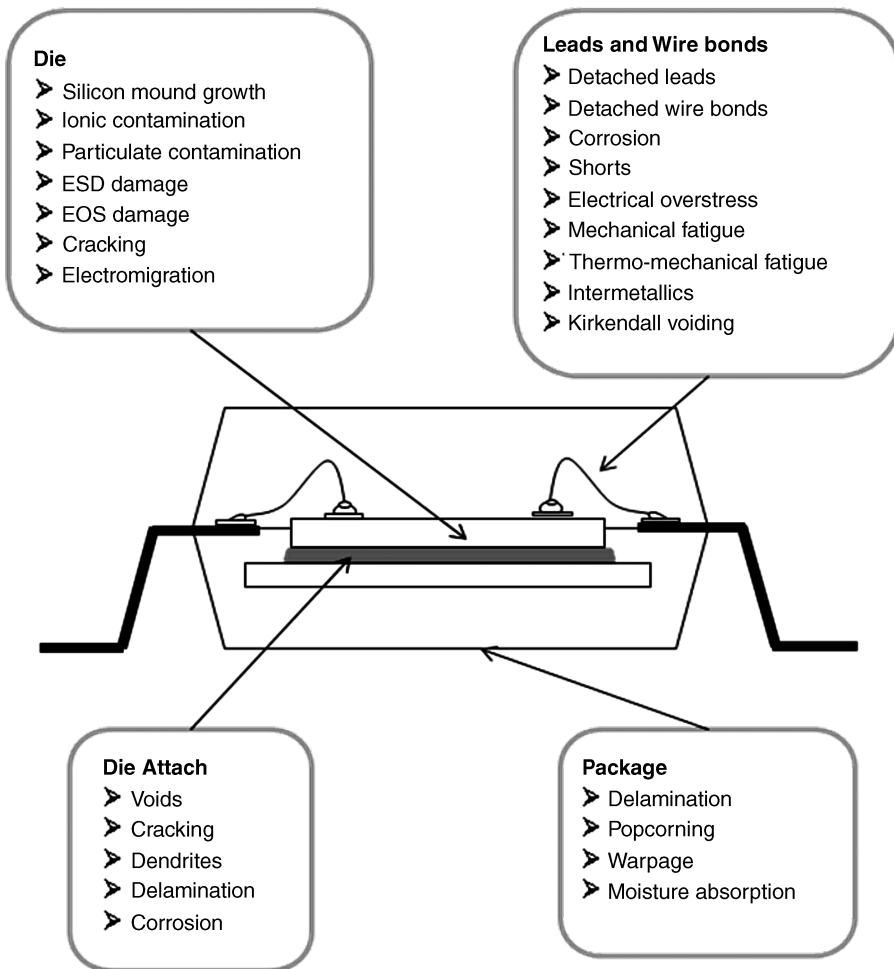 Die
Silicon mound growth
Ionic contamination
Particulate contamination
ESD damage
EOS damage
Cracking
Electromigration
Leads and Wire bonds
Detached leads
Detached wire bonds
Corrosion
Shorts
Electrical overstress
Mechanical fatigue
Thermo-mechanical fatigue
Intermetallics
Kirkendall voiding
Die Attach
Voids
Cracking
Dendrites
Delamination
Corrosion
Package
Delamination
Popcorning
Warpage
Moisture absorption